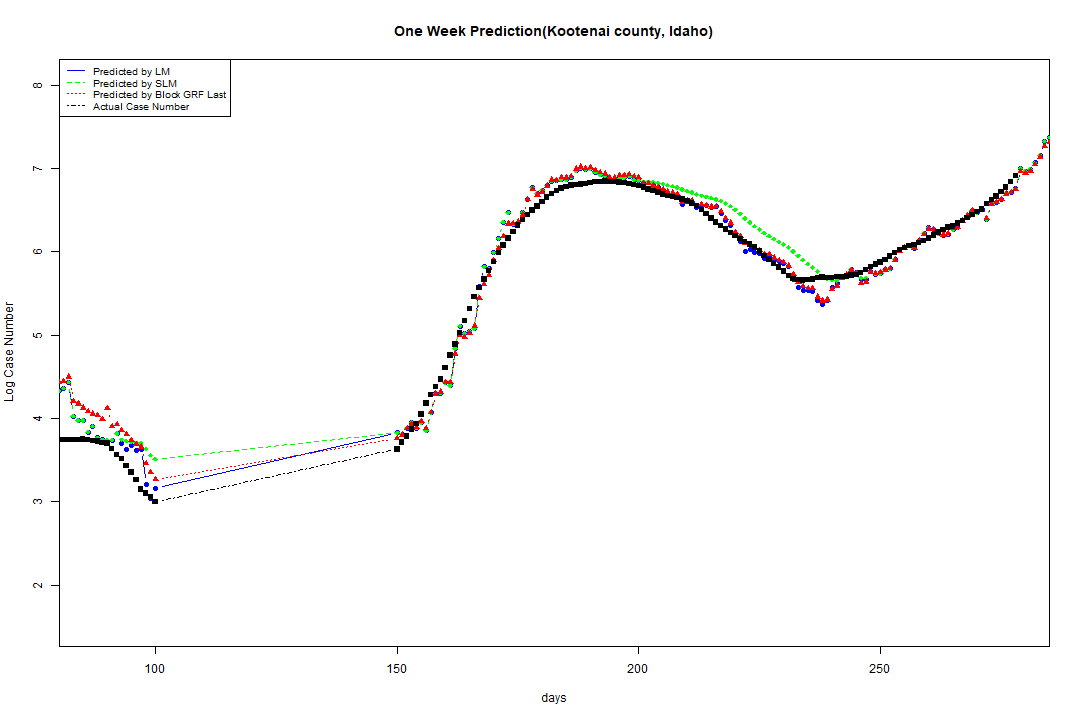 One Week Prediction(Kootenai county, Idaho)
Predicted by LM
Predicted by SLM
Predicted by Block GRF Last
Actual Case Number
8
7
6
5
4
3
2
Log Case Number
100 150 200 250
days